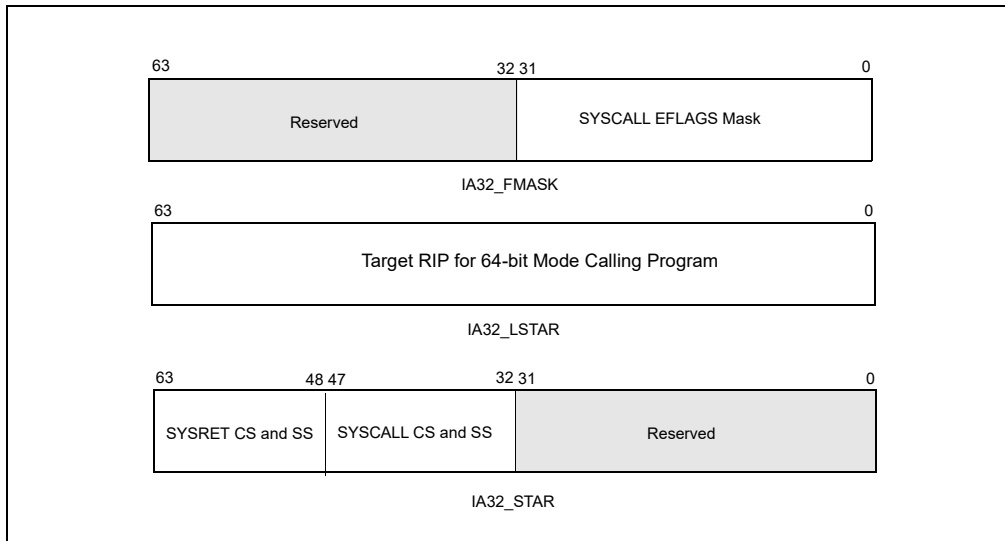 63 32 31 0
Reserved SYSCALL EFLAGS Mask
IA32_FMASK
63 0
Target RIP for 64-bit Mode Calling Program
IA32_LSTAR
63 48 47 32 31 0
SYSRET CS and SS SYSCALL CS and SS Reserved
IA32_STAR